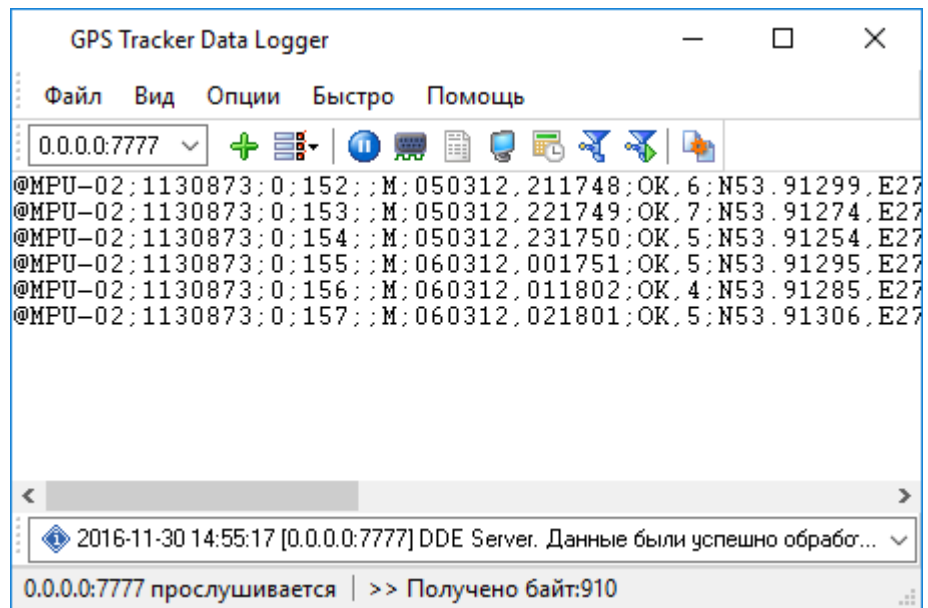 GPS Tracker Data Logger
Файл Вид Опции Быстро Помощь
0.0.0.0:7777
@MPU-02;1130873;0;152;;M;050312,211748;OK,6;N53.91299,E27
@MPU-02;1130873;0;153;;M;050312,221749;OK,7;N53.91274,E27
@MPU-02;1130873;0;154;;M;050312,231750;OK,5;N53.91254,E27
@MPU-02;1130873;0;155;;M;060312,001751;OK,5;N53.91295,E27
@MPU-02;1130873;0;156;;M;060312,011802;OK,4;N53.91285,E27
@MPU-02;1130873;0;157;;M;060312,021801;OK,5;N53.91306,E27
2016-11-30 14:55:17 [0.0.0.0:7777] DDE Server. Данные были успешно обработ...
0.0.0.0:7777 прослушивается | >> Получено байт:910